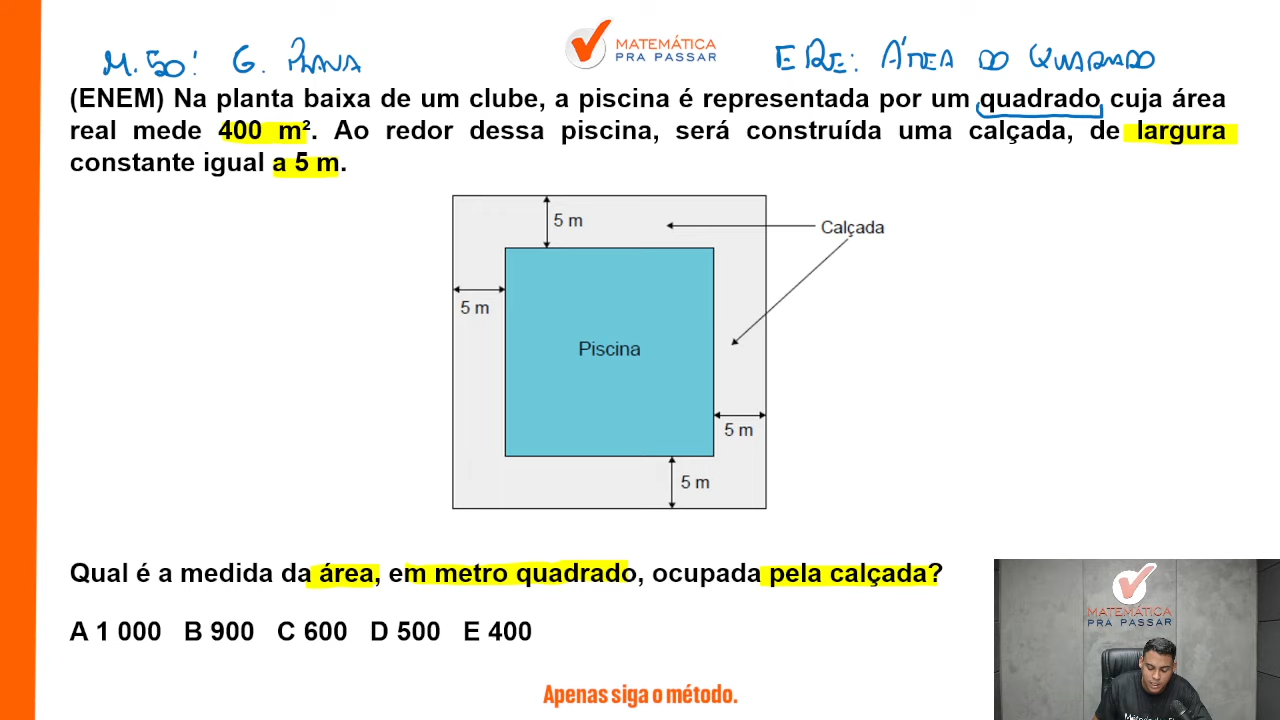 M.50: G. PLANA
MATEMÁTICA
PRA PASSAR
E RE: ÁREA DO QUADRADO
(ENEM) Na planta baixa de um clube, a piscina é representada por um quadrado cuja área
real mede 400 m². Ao redor dessa piscina, será construída uma calçada, de largura
constante igual a 5 m.
5 m
Calçada
5 m
Piscina
5 m
5 m
Qual é a medida da área, em metro quadrado, ocupada pela calçada?
A 1 000 B 900 C 600 D 500 E 400
MATEMÁTICA
PRA PASSAR
Apenas siga o método.